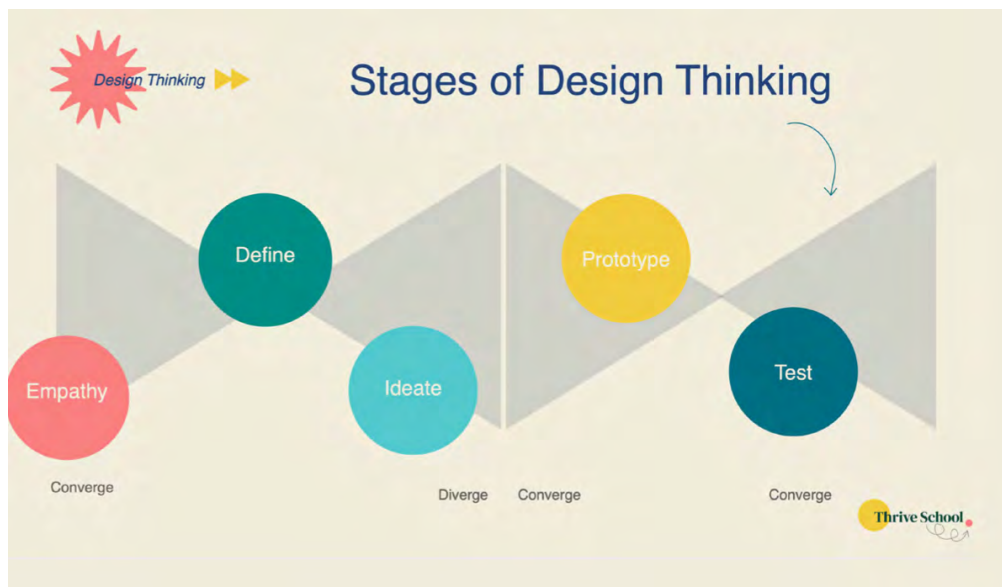 Design Thinking
Stages of Design Thinking
Define
Prototype
Empathy
Ideate
Test
Converge
Diverge
Converge
Converge
Thrive School